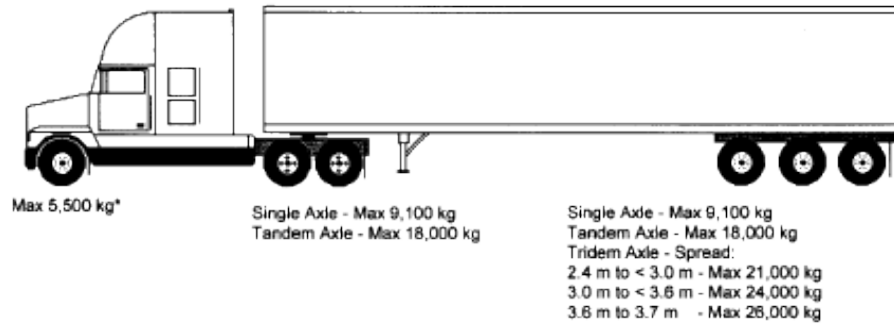 Max 5,500 kg*
Single Axle - Max 9,100 kg
Tandem Axle - Max 18,000 kg
Single Axle - Max 9,100 kg
Tandem Axle - Max 18,000 kg
Tridem Axle - Spread:
2.4 m to < 3.0 m - Max 21,000 kg
3.0 m to < 3.6 m - Max 24,000 kg
3.6 m to 3.7 m - Max 26,000 kg